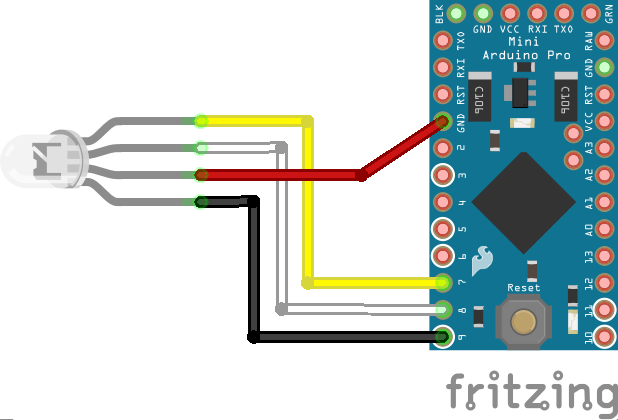 BLK
GND VCC RXI TXO
GRN
Mini
Arduino Pro
TXO
RXI
RST
GND
2
3
4
5
6
7
8
9
RAW
GND
RST
VCC
A3
A2
A1
A0
13
12
11
10
C106
C106
Reset
fritzing